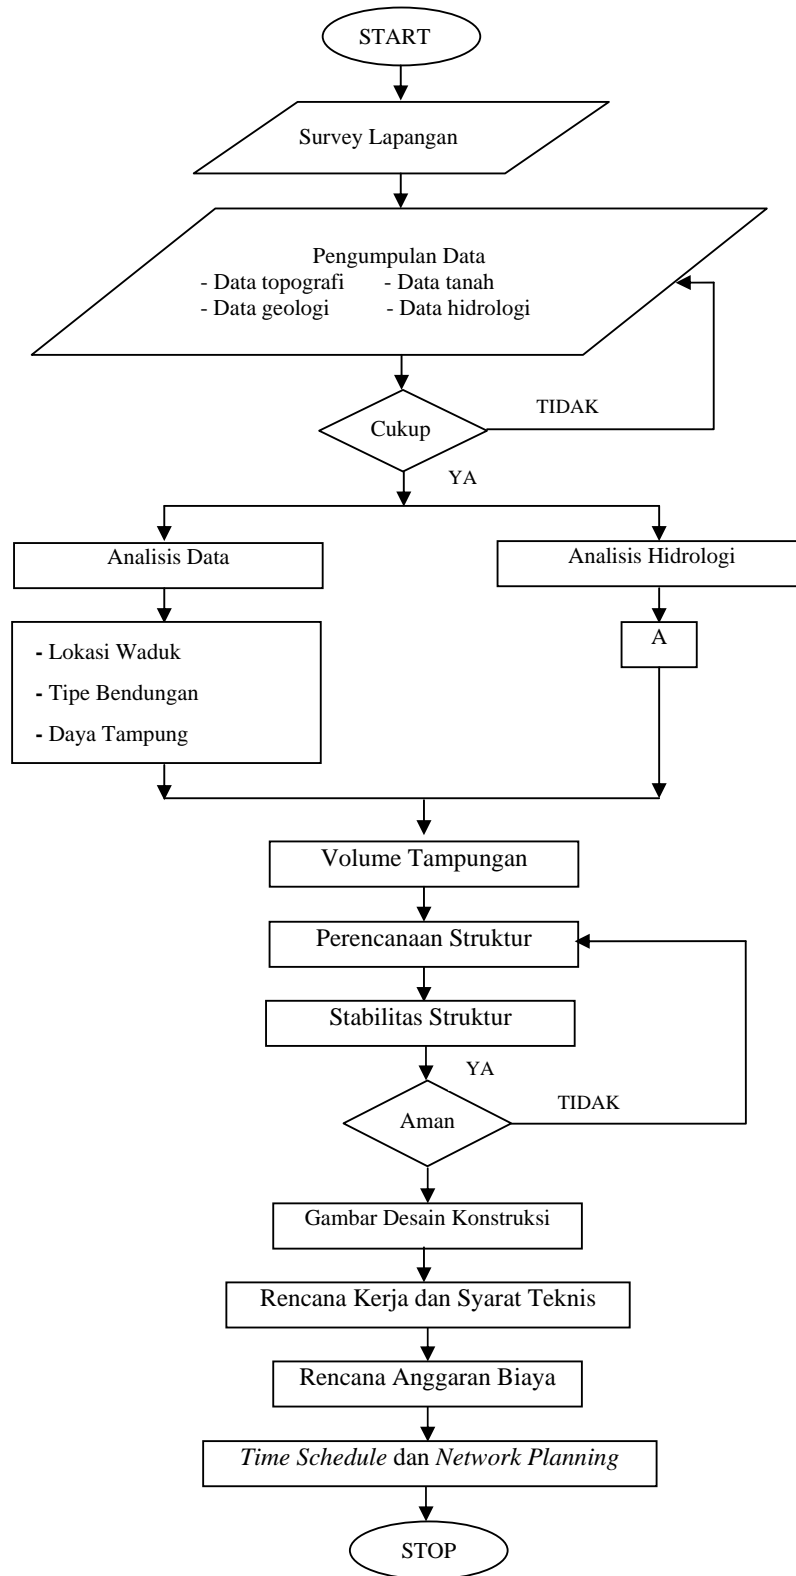 START
Survey Lapangan
Pengumpulan Data
- Data topografi - Data tanah
- Data geologi - Data hidrologi
TIDAK
Cukup
YA
Analisis Data
Analisis Hidrologi
- Lokasi Waduk
- Tipe Bendungan
- Daya Tampung
A
Volume Tampungan
Perencanaan Struktur
Stabilitas Struktur
YA
Aman
TIDAK
Gambar Desain Konstruksi
Rencana Kerja dan Syarat Teknis
Rencana Anggaran Biaya
Time Schedule dan Network Planning
STOP